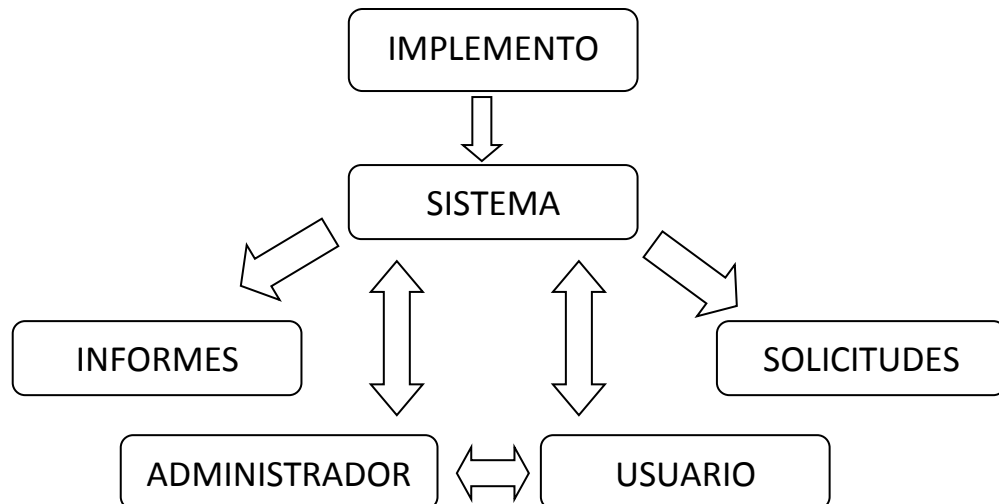 IMPLEMENTO
SISTEMA
INFORMES
SOLICITUDES
ADMINISTRADOR
USUARIO